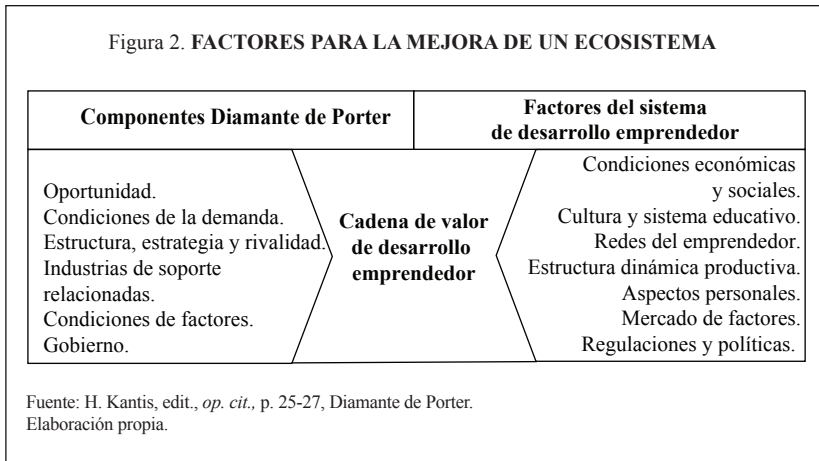 Figura 2. FACTORES PARA LA MEJORA DE UN ECOSISTEMA
Componentes Diamante de Porter
Factores del sistema
de desarrollo emprendedor
Oportunidad.
Condiciones de la demanda.
Estructura, estrategia y rivalidad.
Industrias de soporte
relacionadas.
Condiciones de factores.
Gobierno.
Cadena de valor
de desarrollo
emprendedor
Condiciones económicas
y sociales.
Cultura y sistema educativo.
Redes del emprendedor.
Estructura dinámica productiva.
Aspectos personales.
Mercado de factores.
Regulaciones y políticas.
Fuente: H. Kantis, edit., op. cit., p. 25-27, Diamante de Porter.
Elaboración propia.